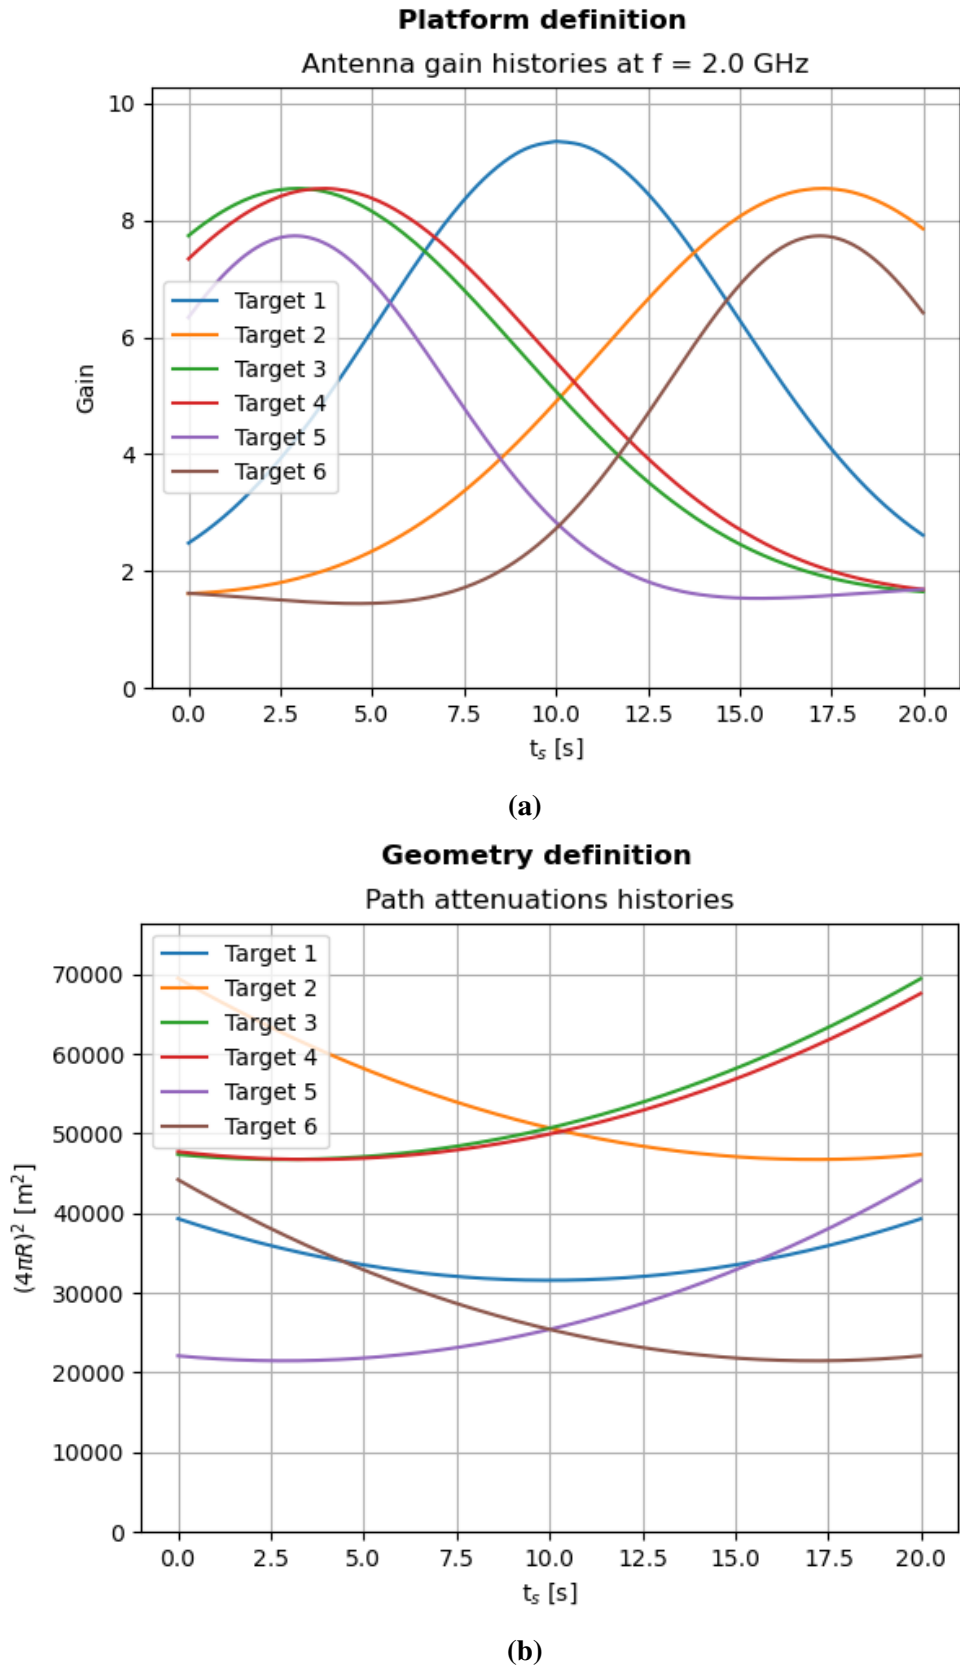 Platform definition
Antenna gain histories at f = 2.0 GHz
10
8
6
4
2
0
Gain
Target 1
Target 2
Target 3
Target 4
Target 5
Target 6
0.0 2.5 5.0 7.5 10.0 12.5 15.0 17.5 20.0
tₛ [s]
(a)
Geometry definition
Path attenuations histories
70000
60000
50000
40000
30000
20000
10000
0
(4πR)² [m²]
Target 1
Target 2
Target 3
Target 4
Target 5
Target 6
0.0 2.5 5.0 7.5 10.0 12.5 15.0 17.5 20.0
tₛ [s]
(b)